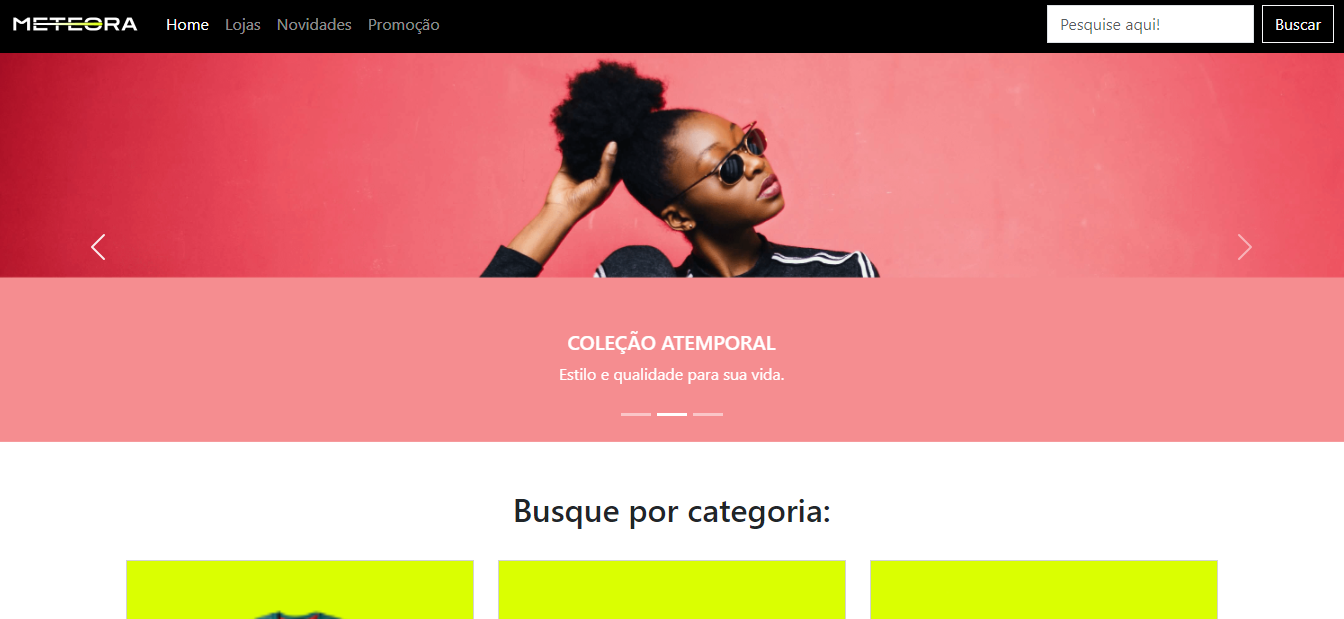 METEORA Home Lojas Novidades Promoção Pesquise aqui! Buscar
COLEÇÃO ATEMPORAL
Estilo e qualidade para sua vida.
Busque por categoria: